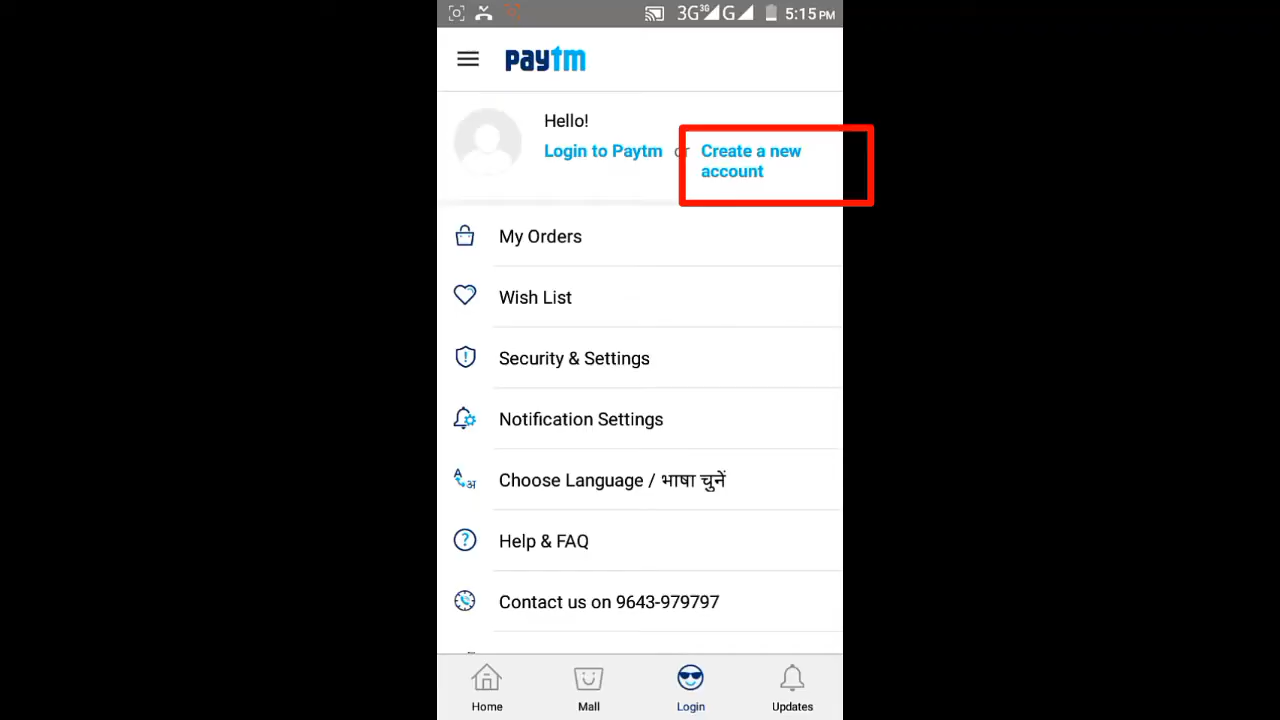 3G 3G G 5:15 PM
paytm
Hello!
Login to Paytm or Create a new
account
My Orders
Wish List
Security & Settings
Notification Settings
Choose Language / भाषा चुनें
Help & FAQ
Contact us on 9643-979797
Home Mall Login Updates